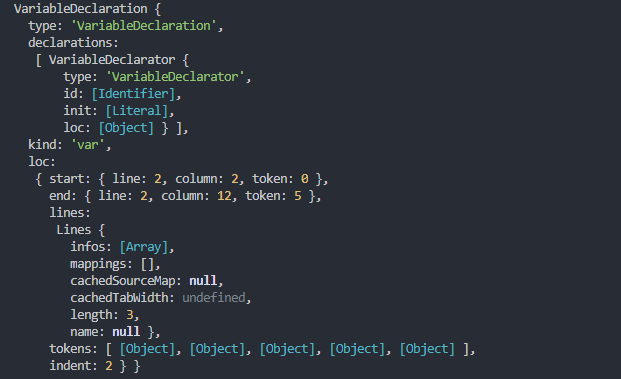 VariableDeclaration {
  type: 'VariableDeclaration',
  declarations:
   [ VariableDeclarator {
       type: 'VariableDeclarator',
       id: [Identifier],
       init: [Literal],
       loc: [Object] } ],
  kind: 'var',
  loc:
   { start: { line: 2, column: 2, token: 0 },
     end: { line: 2, column: 12, token: 5 },
     lines:
      Lines {
        infos: [Array],
        mappings: [],
        cachedSourceMap: null,
        cachedTabWidth: undefined,
        length: 3,
        name: null },
     tokens: [ [Object], [Object], [Object], [Object], [Object] ],
     indent: 2 } }